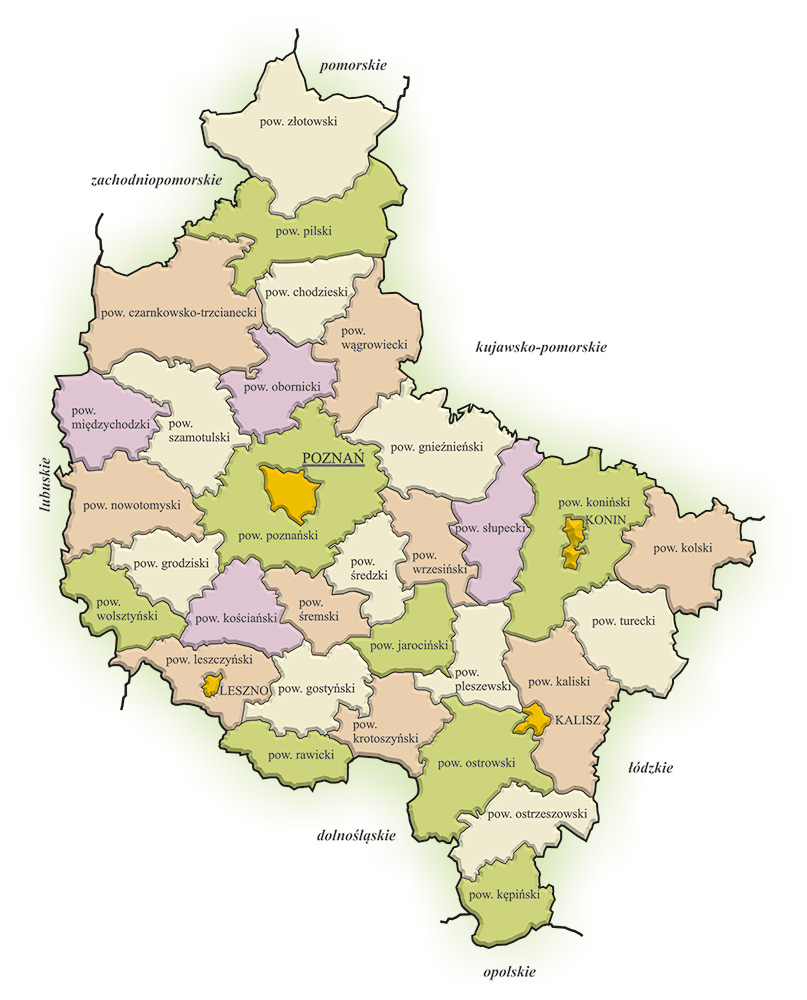 pomorskie
pow. złotowski
zachodniopomorskie
pow. pilski
pow. chodzieski
pow. czarnkowsko-trzcianecki
pow.
wągrowiecki
kujawsko-pomorskie
pow. obornicki
pow.
międzychodzki
pow.
szamotulski
pow. gnieźnieński
POZNAŃ
lubuskie
pow. nowotomyski
pow. koniński
KONIN
pow. słupecki
pow. poznański
pow. kolski
pow. grodziski
pow.
średzki
pow.
wrzesiński
pow.
wolsztyński
pow. kościański
pow.
śremski
pow. turecki
pow. jarociński
pow. leszczyński
LESZNO
pow. gostyński
pow.
pleszewski
pow. kaliski
KALISZ
pow.
krotoszyński
pow. rawicki
pow. ostrowski
łódzkie
pow. ostrzeszowski
dolnośląskie
pow. kępiński
opolskie